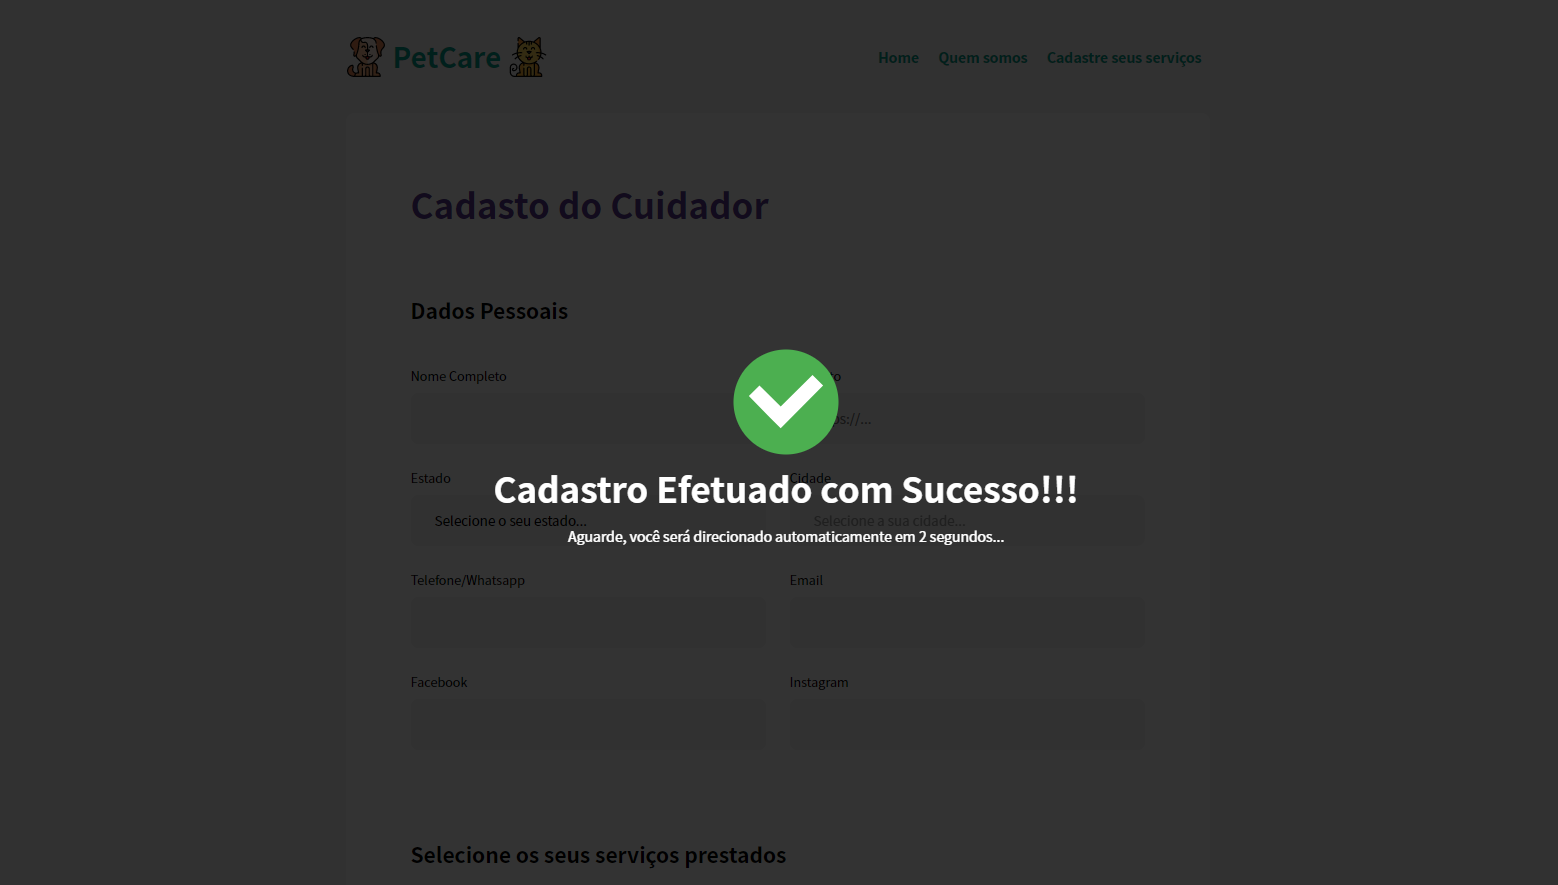 PetCare
Home Quem somos Cadastre seus serviços
Cadasto do Cuidador
Dados Pessoais
Nome Completo
Estado Cidade
Cadastro Efetuado com Sucesso!!!
Selecione o seu estado... Selecione a sua cidade...
Aguarde, você será direcionado automaticamente em 2 segundos...
Telefone/Whatsapp Email
Facebook Instagram
Selecione os seus serviços prestados